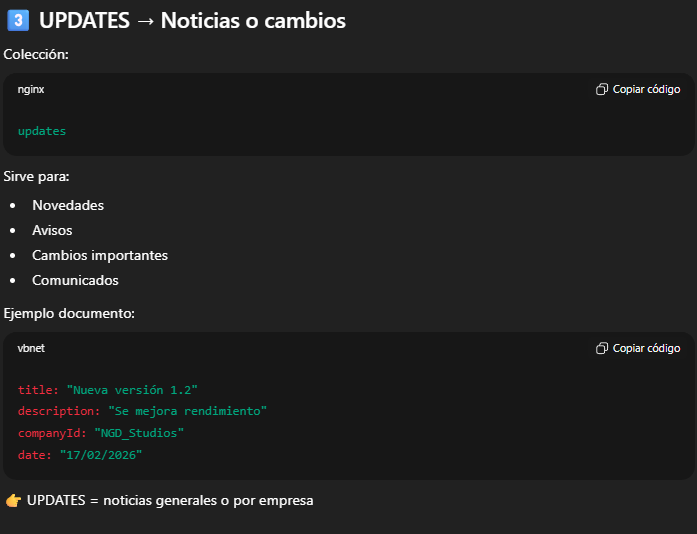 3 UPDATES → Noticias o cambios
Colección:
nginx Copiar código
updates
Sirve para:
• Novedades
• Avisos
• Cambios importantes
• Comunicados
Ejemplo documento:
vbnet Copiar código
title: "Nueva versión 1.2"
description: "Se mejora rendimiento"
companyId: "NGD_Studios"
date: "17/02/2026"
👉 UPDATES = noticias generales o por empresa